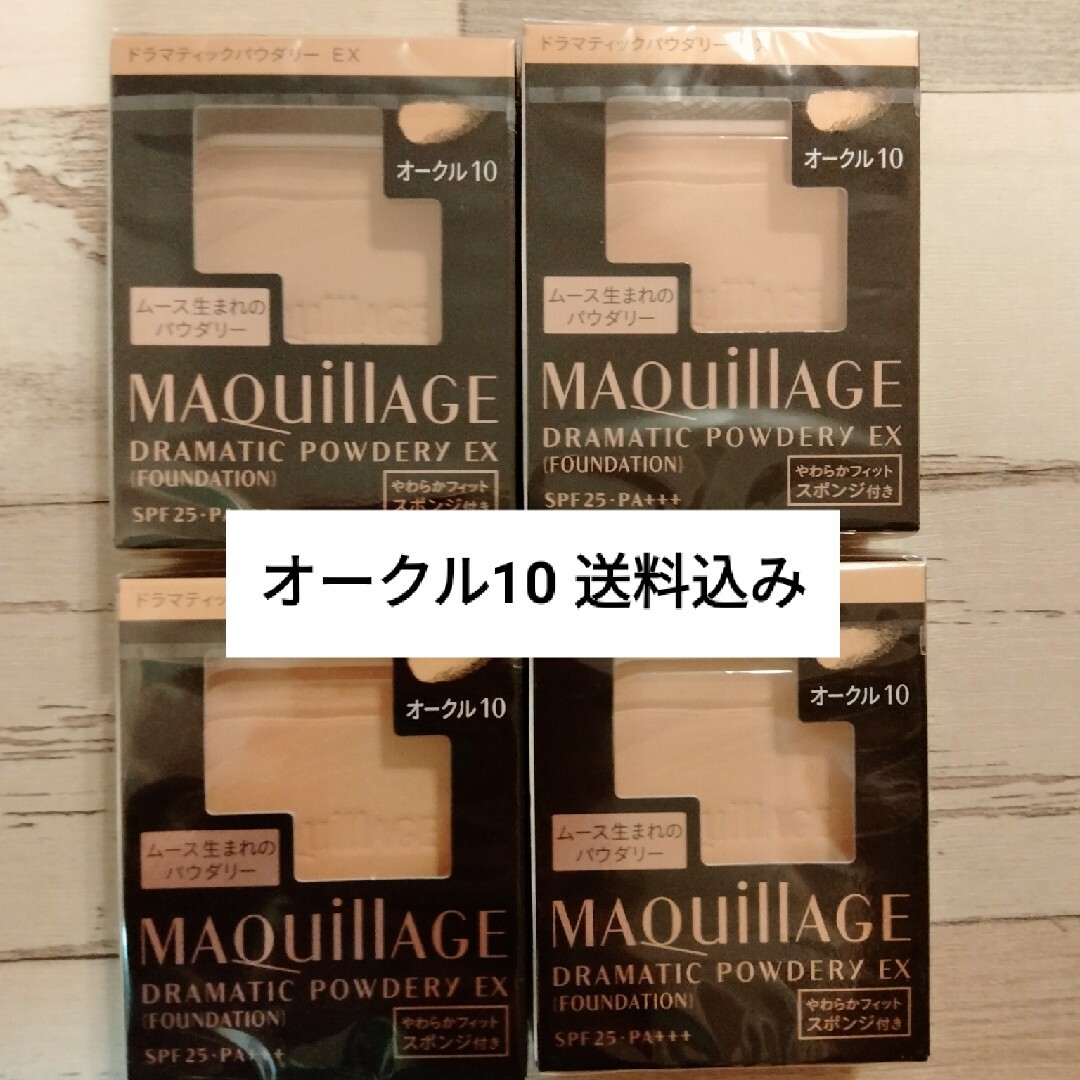 ドラマティックパウダリー EX
オークル10
ムース生まれの
パウダリー
MAQuillAGE
DRAMATIC POWDERY EX
(FOUNDATION)
やわらかフィット
スポンジ付き
SPF25・PA
ドラマティックパウダリー
オークル10
ムース生まれの
パウダリー
MAQuillAGE
DRAMATIC POWDERY EX
(FOUNDATION)
やわらかフィット
スポンジ付き
SPF25・PA+++
オークル10 送料込み
ドラマティッ
オークル10
ムース生まれの
パウダリー
MAQuillAGE
DRAMATIC POWDERY EX
(FOUNDATION)
やわらかフィット
スポンジ付き
SPF25・PA+++
オークル10
ムース生まれの
パウダリー
MAQuillAGE
DRAMATIC POWDERY EX
(FOUNDATION)
やわらかフィット
スポンジ付き
SPF25・PA+++